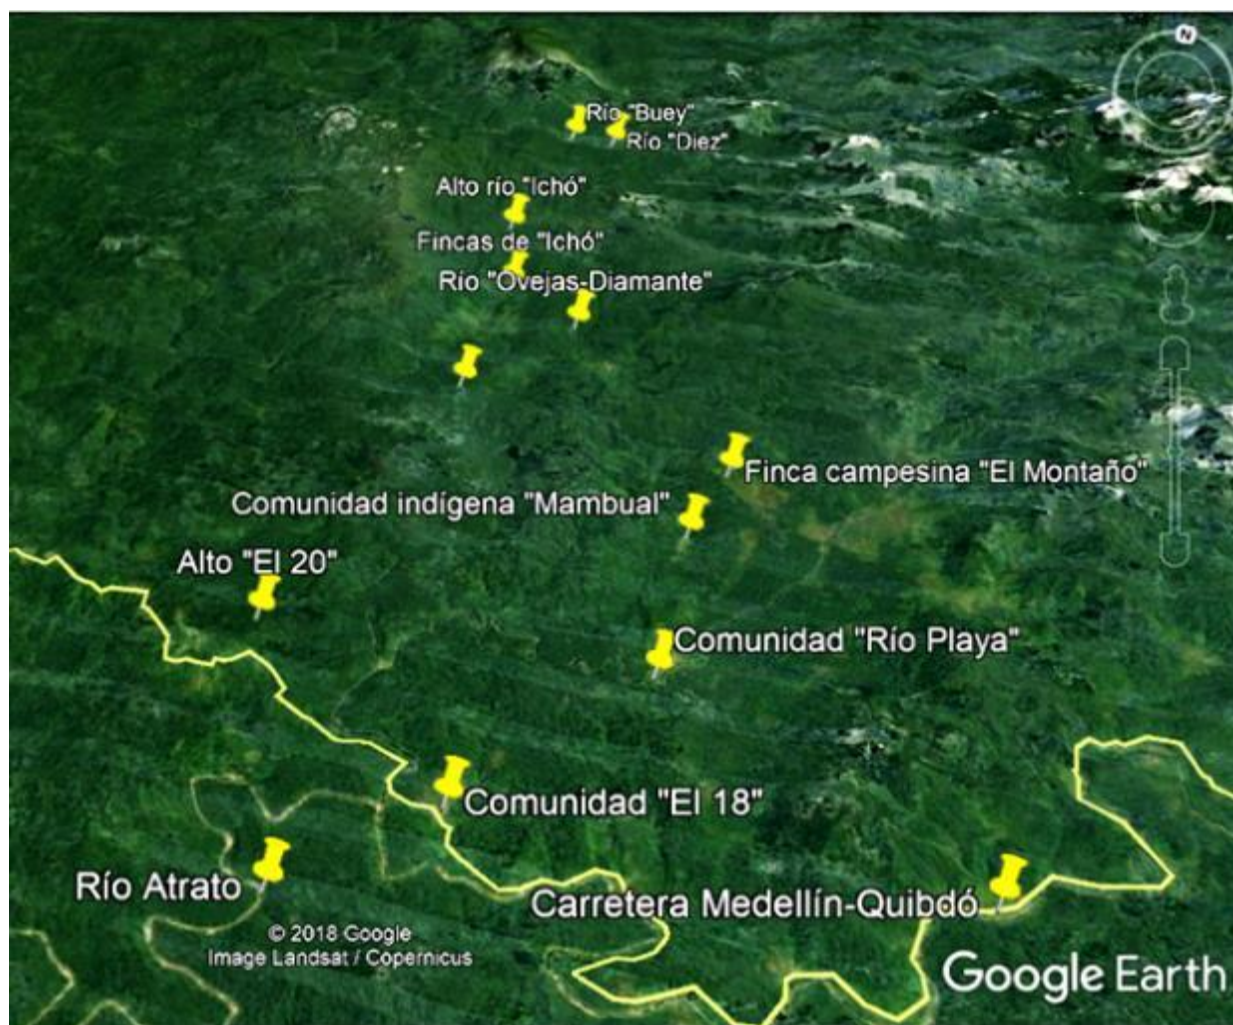 N
Río "Buey"
Río "Diez"
Alto río "Ichó"
Fincas de "Ichó"
Río "Ovejas-Diamante"
Finca campesina "El Montaño"
Comunidad indígena "Mambual"
Alto "El 20"
Comunidad "Río Playa"
Comunidad "El 18"
Río Atrato
Carretera Medellín-Quibdó
© 2018 Google
Image Landsat / Copernicus
Google Earth